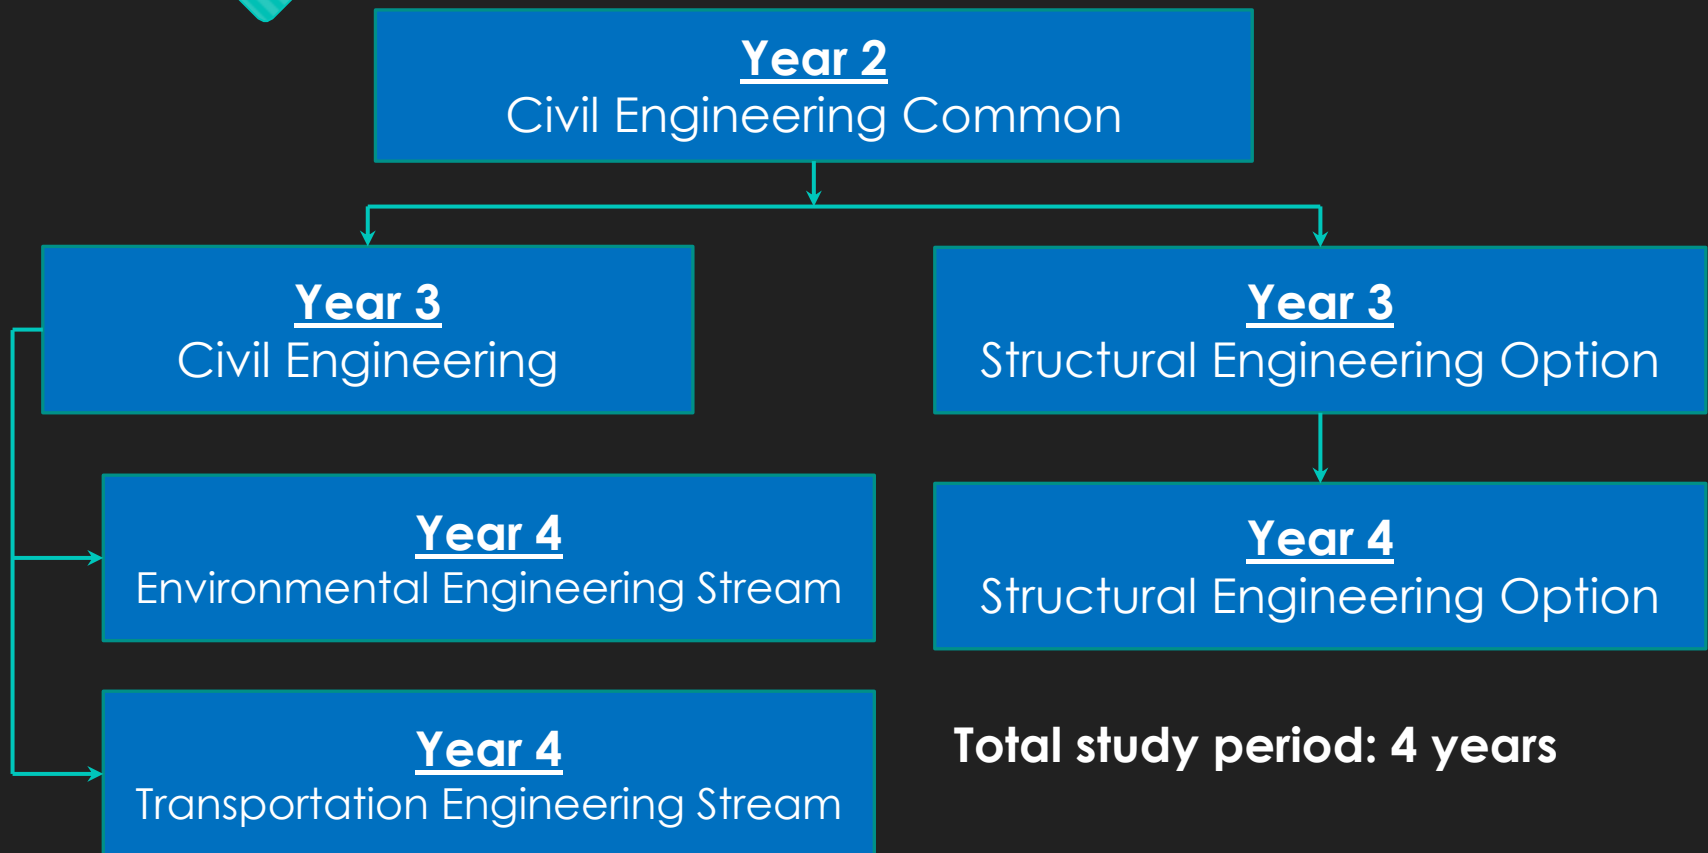 Year 2
Civil Engineering Common
Year 3
Civil Engineering
Year 3
Structural Engineering Option
Year 4
Environmental Engineering Stream
Year 4
Structural Engineering Option
Year 4
Transportation Engineering Stream
Total study period: 4 years